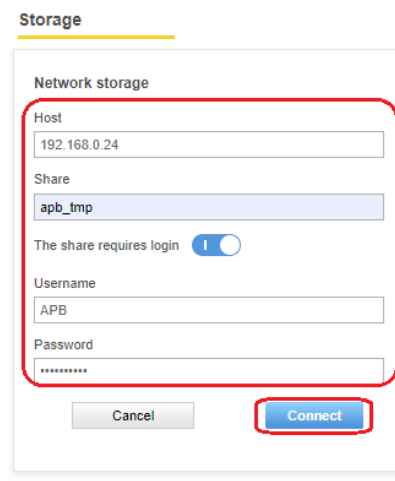 Storage
Network storage
Host
192.168.0.24
Share
apb_tmp
The share requires login
Username
APB
Password
••••••••••
Cancel
Connect